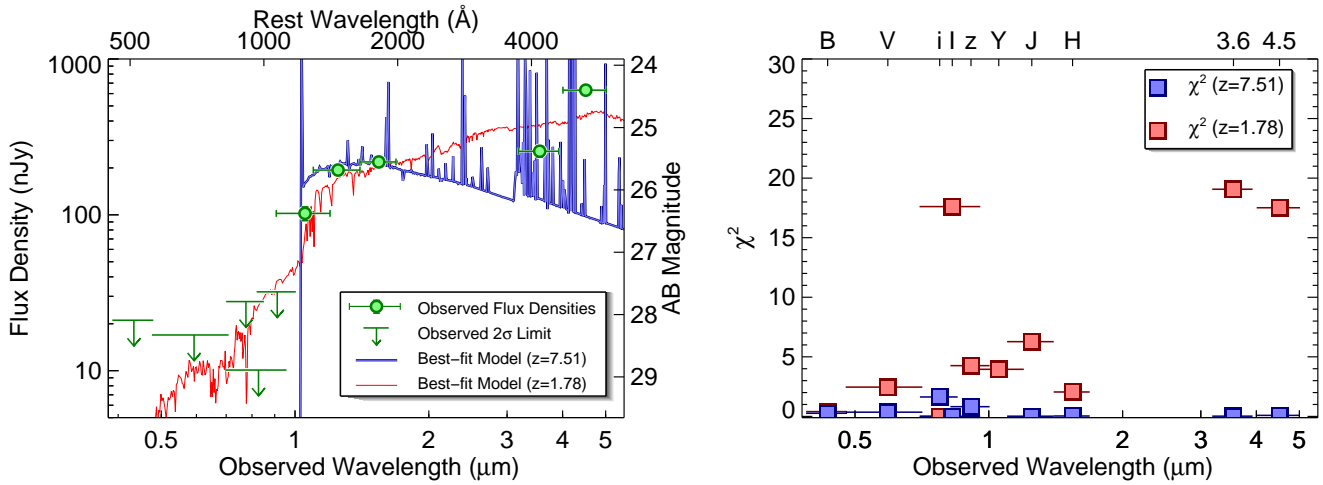 Rest Wavelength (Å)
500 1000 2000 4000
1000
100
10
Flux Density (nJy)
24
25
26
27
28
29
AB Magnitude
Observed Flux Densities
Observed 2σ Limit
Best−fit Model (z=7.51)
Best−fit Model (z=1.78)
0.5 1 2 3 4 5
Observed Wavelength (μm)
B V i I z Y J H 3.6 4.5
30
25
20
15
10
5
0
χ²
χ² (z=7.51)
χ² (z=1.78)
0.5 1 2 3 4 5
Observed Wavelength (μm)